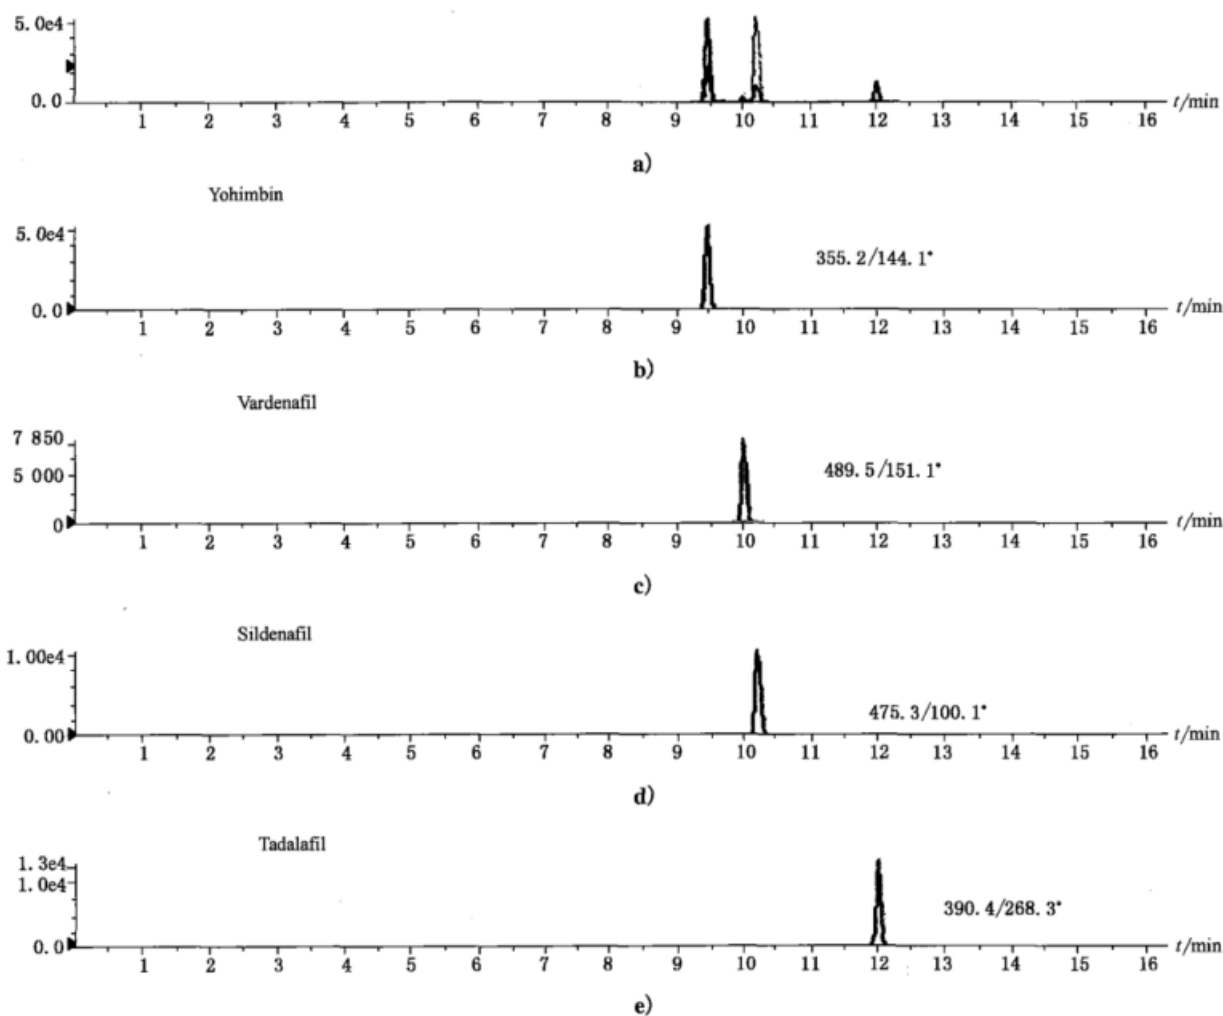 5. 0e4
0. 0
1 2 3 4 5 6 7 8 9 10 11 12 13 14 15 16
t/min
a)
Yohimbin
5. 0e4
355. 2/144. 1*
0. 0
1 2 3 4 5 6 7 8 9 10 11 12 13 14 15 16
t/min
b)
Vardenafil
7 850
5 000
489. 5/151. 1*
0
1 2 3 4 5 6 7 8 9 10 11 12 13 14 15 16
t/min
c)
Sildenafil
1. 00e4
475. 3/100. 1*
0. 00
1 2 3 4 5 6 7 8 9 10 11 12 13 14 15 16
t/min
d)
Tadalafil
1. 3e4
1. 0e4
390. 4/268. 3*
0. 0
1 2 3 4 5 6 7 8 9 10 11 12 13 14 15 16
t/min
e)